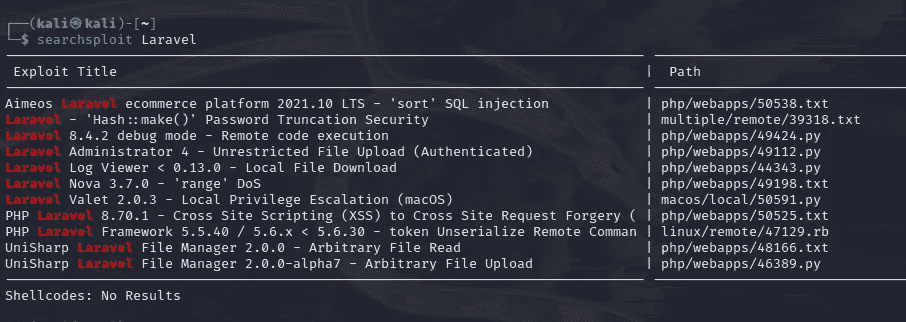 (kali㉿kali)-[~]
$ searchsploit Laravel
Exploit Title | Path
Aimeos Laravel ecommerce platform 2021.10 LTS - 'sort' SQL injection | php/webapps/50538.txt
Laravel - 'Hash::make()' Password Truncation Security | multiple/remote/39318.txt
Laravel 8.4.2 debug mode - Remote code execution | php/webapps/49424.py
Laravel Administrator 4 - Unrestricted File Upload (Authenticated) | php/webapps/49112.py
Laravel Log Viewer < 0.13.0 - Local File Download | php/webapps/44343.py
Laravel Nova 3.7.0 - 'range' DoS | php/webapps/49198.txt
Laravel Valet 2.0.3 - Local Privilege Escalation (macOS) | macos/local/50591.py
PHP Laravel 8.70.1 - Cross Site Scripting (XSS) to Cross Site Request Forgery ( | php/webapps/50525.txt
PHP Laravel Framework 5.5.40 / 5.6.x < 5.6.30 - token Unserialize Remote Comman | linux/remote/47129.rb
UniSharp Laravel File Manager 2.0.0 - Arbitrary File Read | php/webapps/48166.txt
UniSharp Laravel File Manager 2.0.0-alpha7 - Arbitrary File Upload | php/webapps/46389.py
Shellcodes: No Results